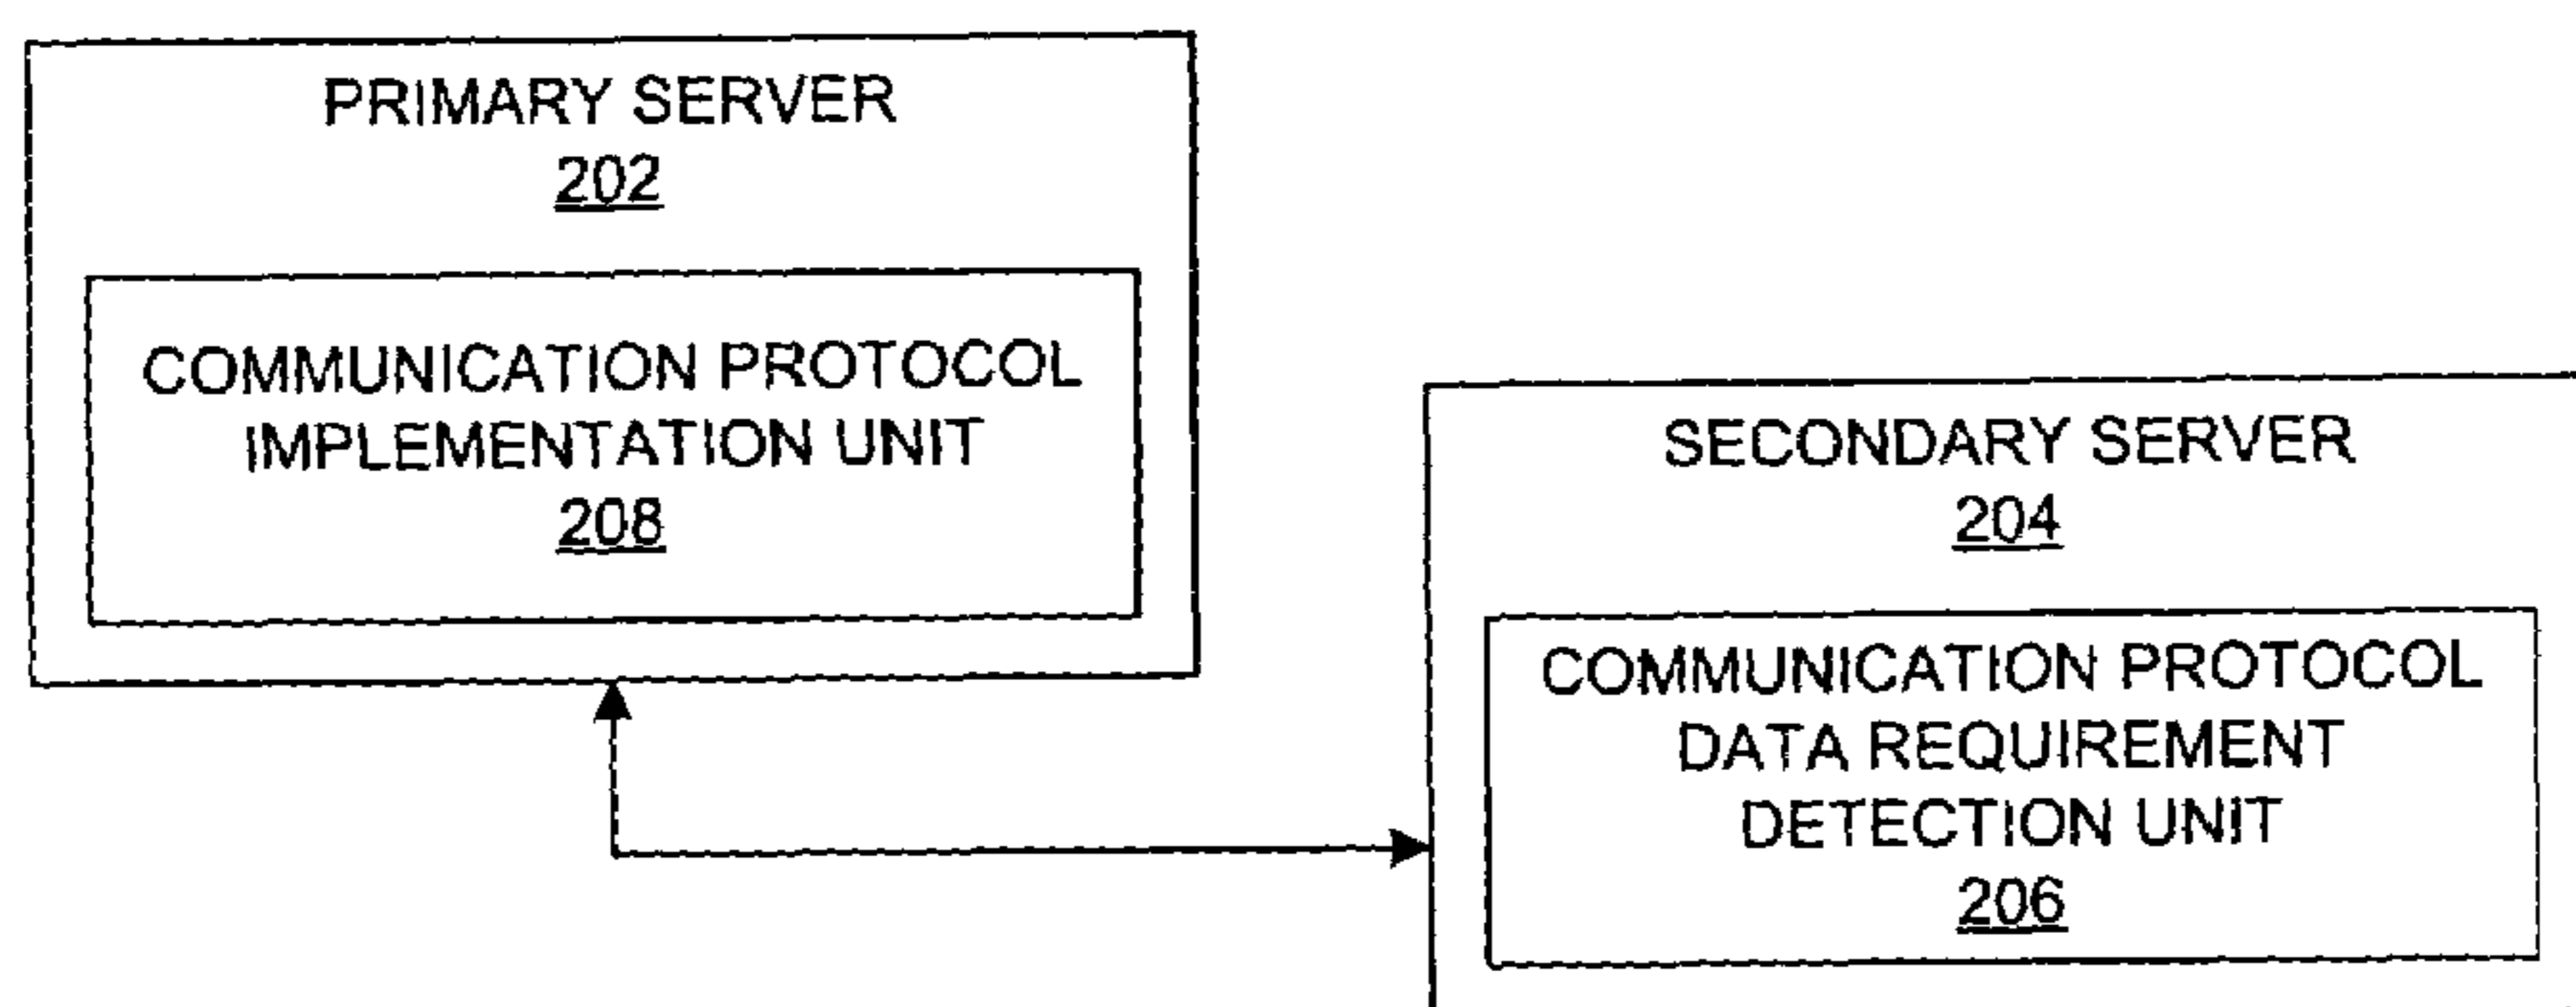 PRIMARY SERVER
202
COMMUNICATION PROTOCOL
IMPLEMENTATION UNIT
208
SECONDARY SERVER
204
COMMUNICATION PROTOCOL
DATA REQUIREMENT
DETECTION UNIT
206